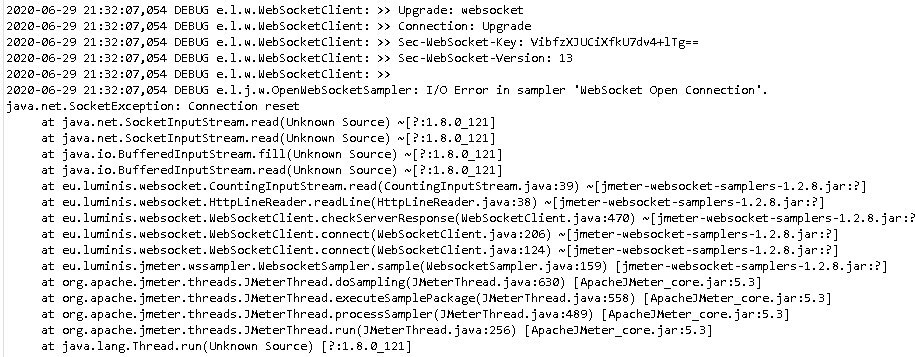 2020-06-29 21:32:07,054 DEBUG e.l.w.WebSocketClient: >> Upgrade: websocket
2020-06-29 21:32:07,054 DEBUG e.l.w.WebSocketClient: >> Connection: Upgrade
2020-06-29 21:32:07,054 DEBUG e.l.w.WebSocketClient: >> Sec-WebSocket-Key: VibfzXJUCiXfkU7dv4+lTg==
2020-06-29 21:32:07,054 DEBUG e.l.w.WebSocketClient: >> Sec-WebSocket-Version: 13
2020-06-29 21:32:07,054 DEBUG e.l.w.WebSocketClient: >>
2020-06-29 21:32:07,054 DEBUG e.l.j.w.OpenWebSocketSampler: I/O Error in sampler 'WebSocket Open Connection'.
java.net.SocketException: Connection reset
at java.net.SocketInputStream.read(Unknown Source) ~[?:1.8.0_121]
at java.net.SocketInputStream.read(Unknown Source) ~[?:1.8.0_121]
at java.io.BufferedInputStream.fill(Unknown Source) ~[?:1.8.0_121]
at java.io.BufferedInputStream.read(Unknown Source) ~[?:1.8.0_121]
at eu.luminis.websocket.CountingInputStream.read(CountingInputStream.java:39) ~[jmeter-websocket-samplers-1.2.8.jar:?]
at eu.luminis.websocket.HttpLineReader.readLine(HttpLineReader.java:38) ~[jmeter-websocket-samplers-1.2.8.jar:?]
at eu.luminis.websocket.WebSocketClient.checkServerResponse(WebSocketClient.java:470) ~[jmeter-websocket-samplers-1.2.8.jar:?
at eu.luminis.websocket.WebSocketClient.connect(WebSocketClient.java:206) ~[jmeter-websocket-samplers-1.2.8.jar:?]
at eu.luminis.websocket.WebSocketClient.connect(WebSocketClient.java:124) ~[jmeter-websocket-samplers-1.2.8.jar:?]
at eu.luminis.jmeter.wssampler.WebsocketSampler.sample(WebsocketSampler.java:159) [jmeter-websocket-samplers-1.2.8.jar:?]
at org.apache.jmeter.threads.JMeterThread.doSampling(JMeterThread.java:630) [ApacheJMeter_core.jar:5.3]
at org.apache.jmeter.threads.JMeterThread.executeSamplePackage(JMeterThread.java:558) [ApacheJMeter_core.jar:5.3]
at org.apache.jmeter.threads.JMeterThread.processSampler(JMeterThread.java:489) [ApacheJMeter_core.jar:5.3]
at org.apache.jmeter.threads.JMeterThread.run(JMeterThread.java:256) [ApacheJMeter_core.jar:5.3]
at java.lang.Thread.run(Unknown Source) [?:1.8.0_121]